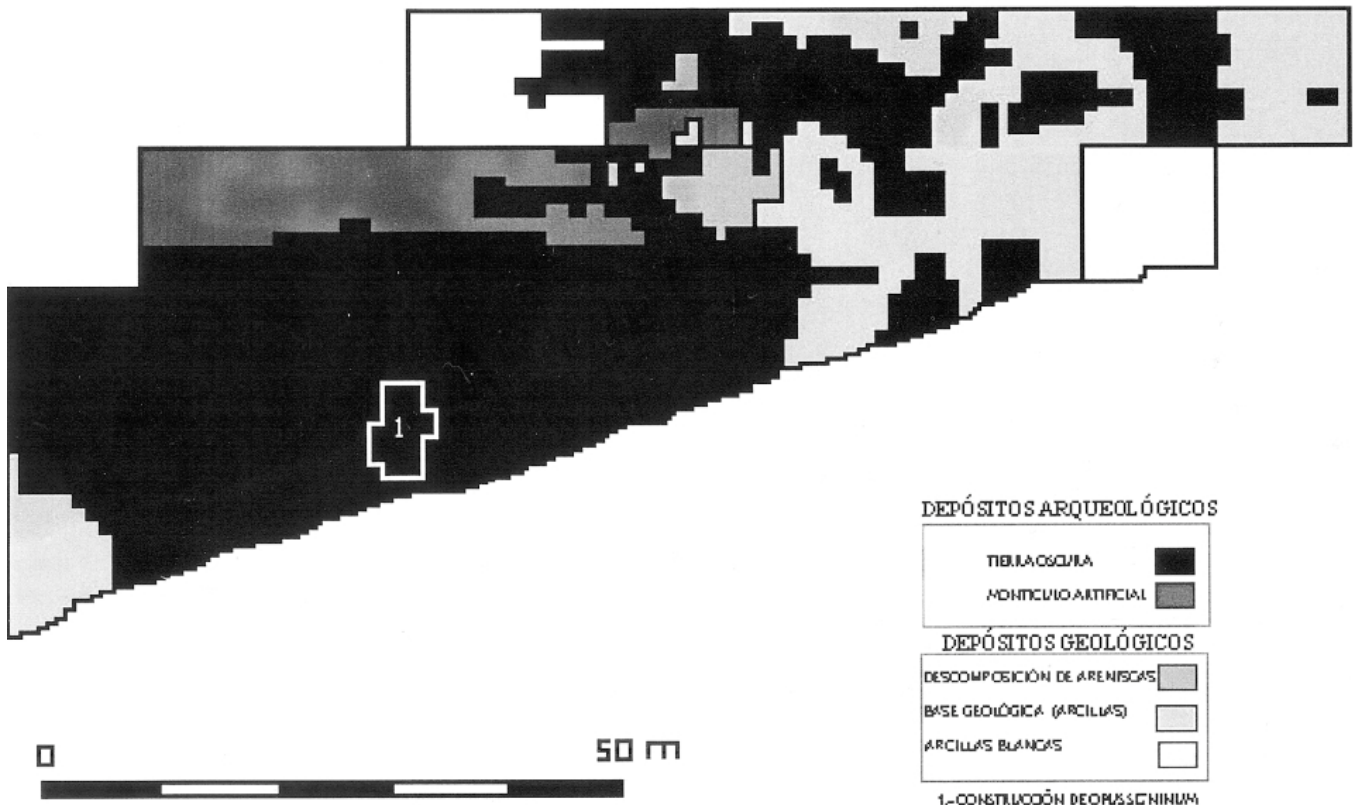 1
DEPÓSITOS ARQUEOLÓGICOS
TIERRA OSCURA
MONTICULO ARTIFICIAL
DEPÓSITOS GEOLÓGICOS
DESCOMPOSICIÓN DE ARENISCAS
BASE GEOLÓGICA (ARCILLAS)
ARCILLAS BLANCAS
0 50 m
1.-CONSTRUCCIÓN DE OPUS SIGNINUM